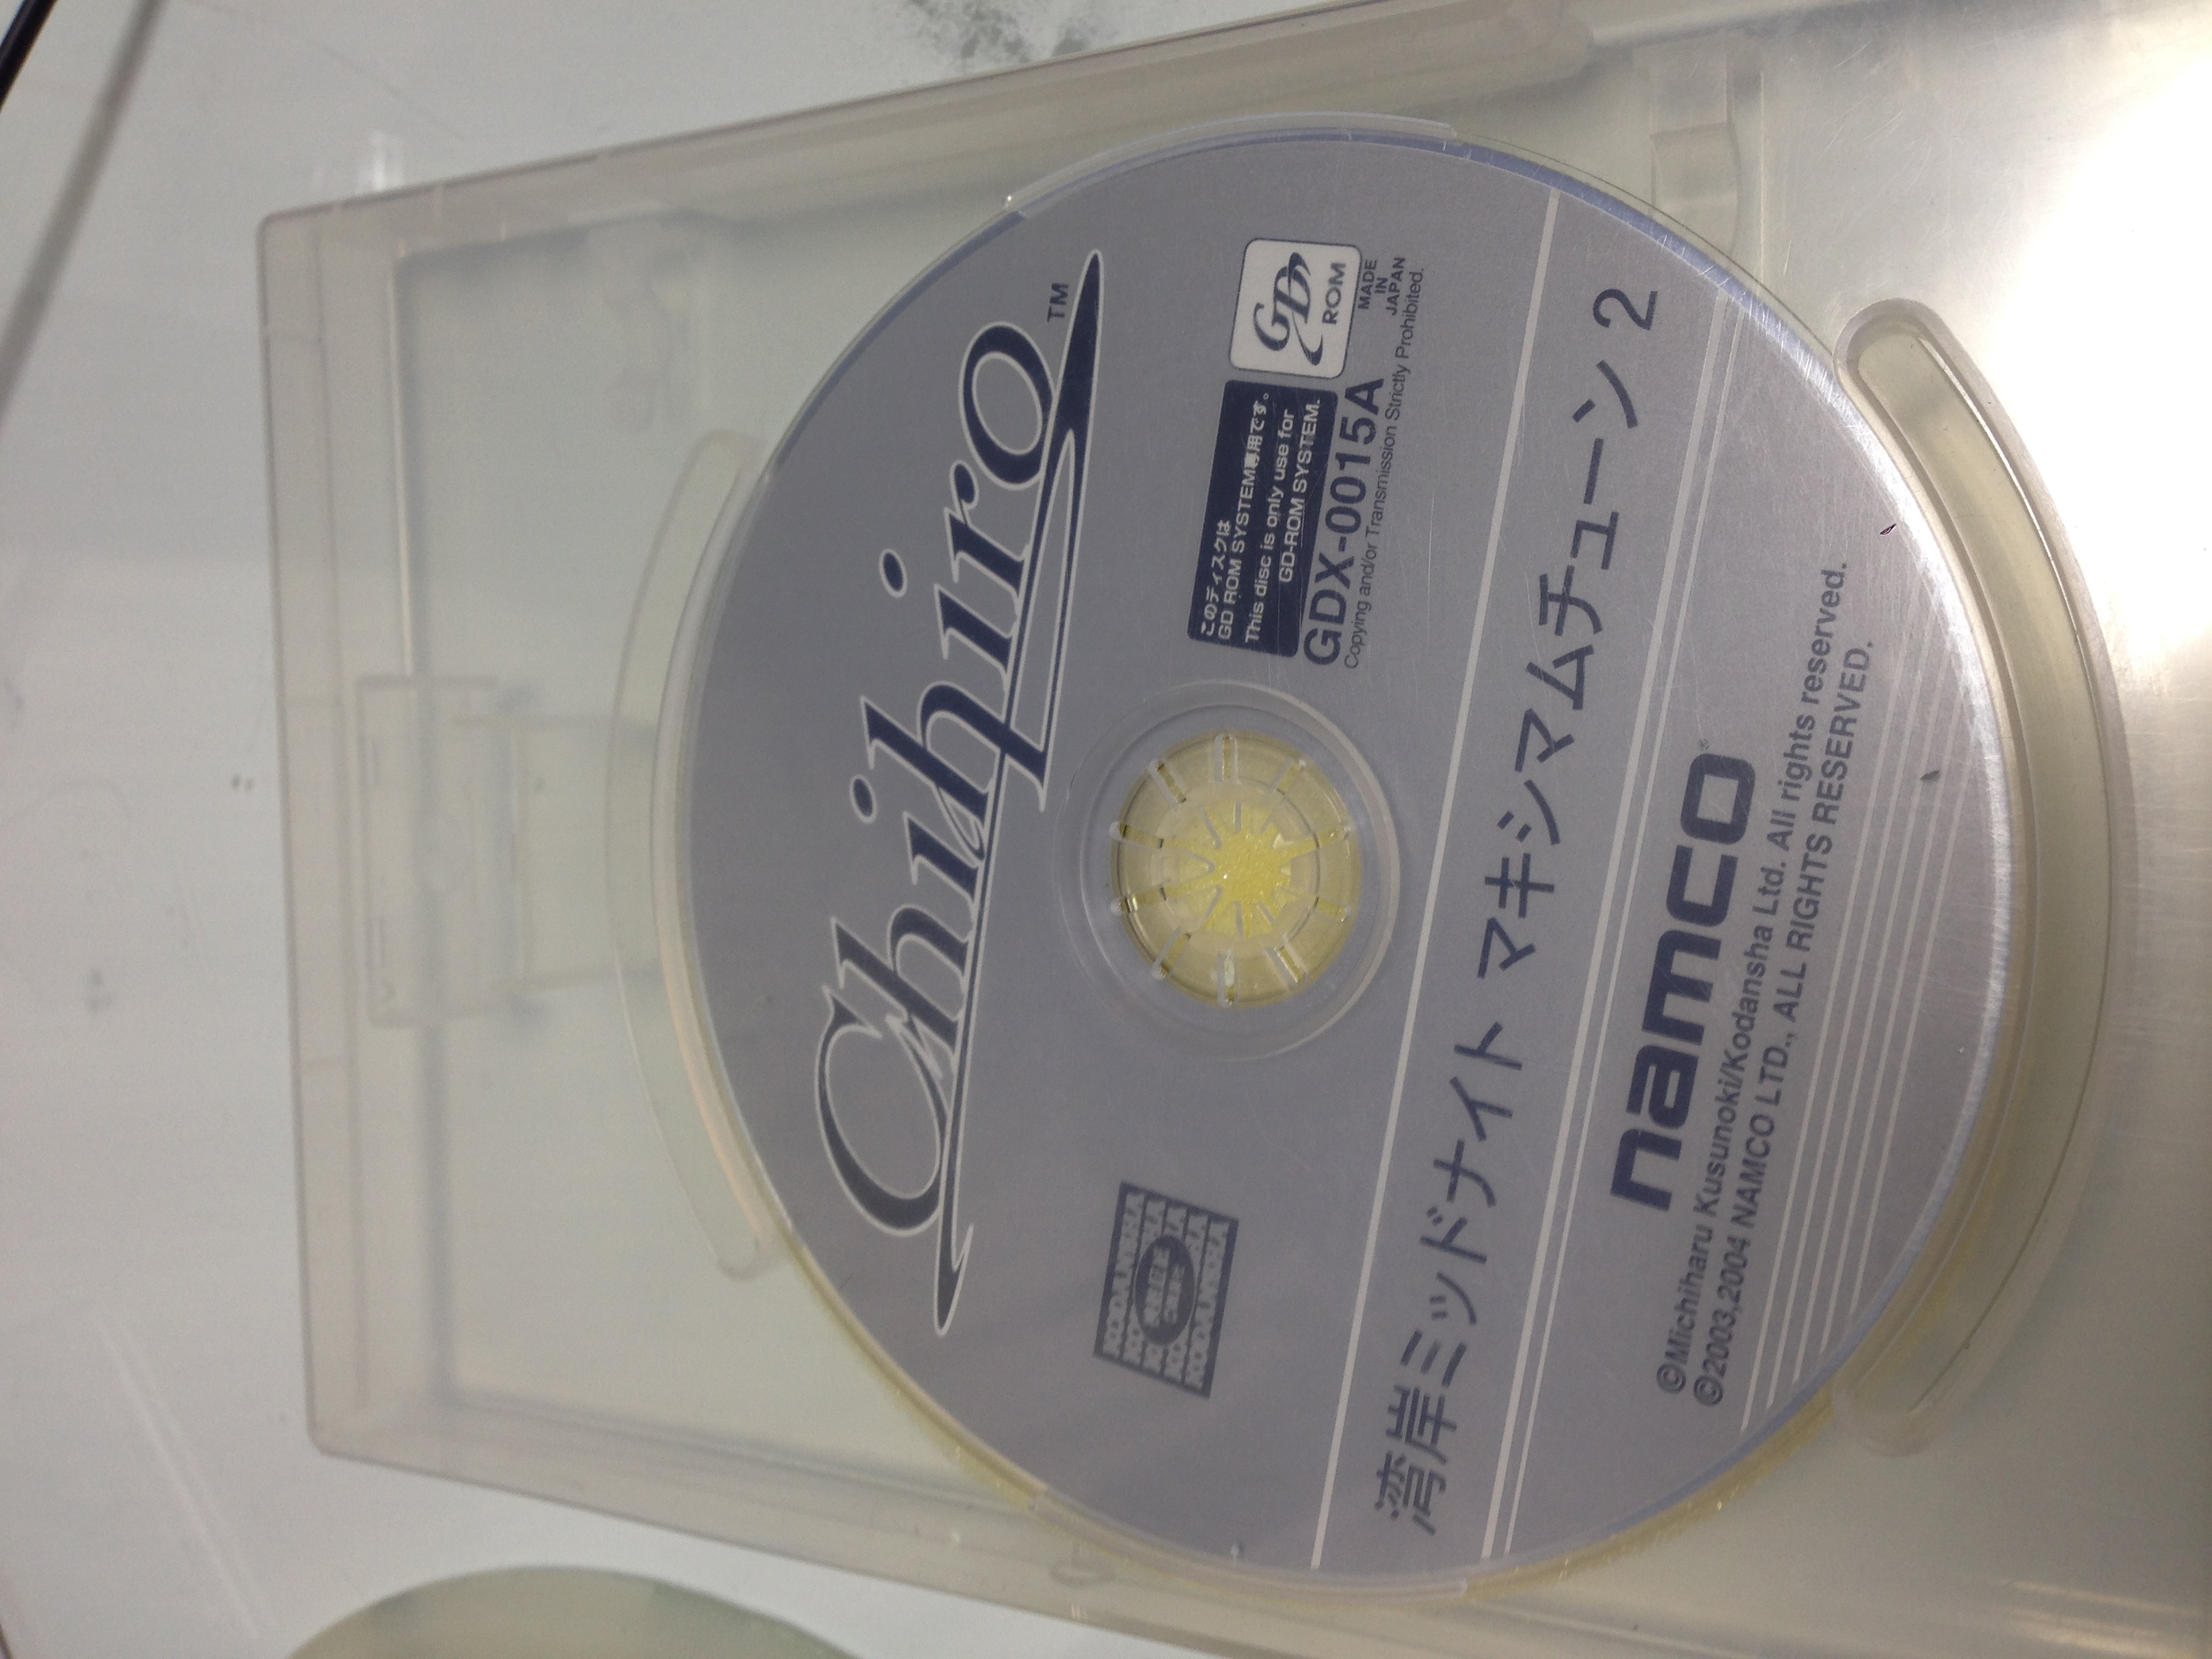 Chihiro™
このディスクは
GD ROM SYSTEM専用です。
This disc is only use for
GD-ROM SYSTEM.
GD
ROM
MADE
IN
JAPAN
GDX-0015A
Copying and/or Transmission Strictly Prohibited.
湾岸ミッドナイト マキシマムチューン 2
namco®
©Michiharu Kusunoki/Kodansha Ltd. All rights reserved.
©2003,2004 NAMCO LTD., ALL RIGHTS RESERVED.